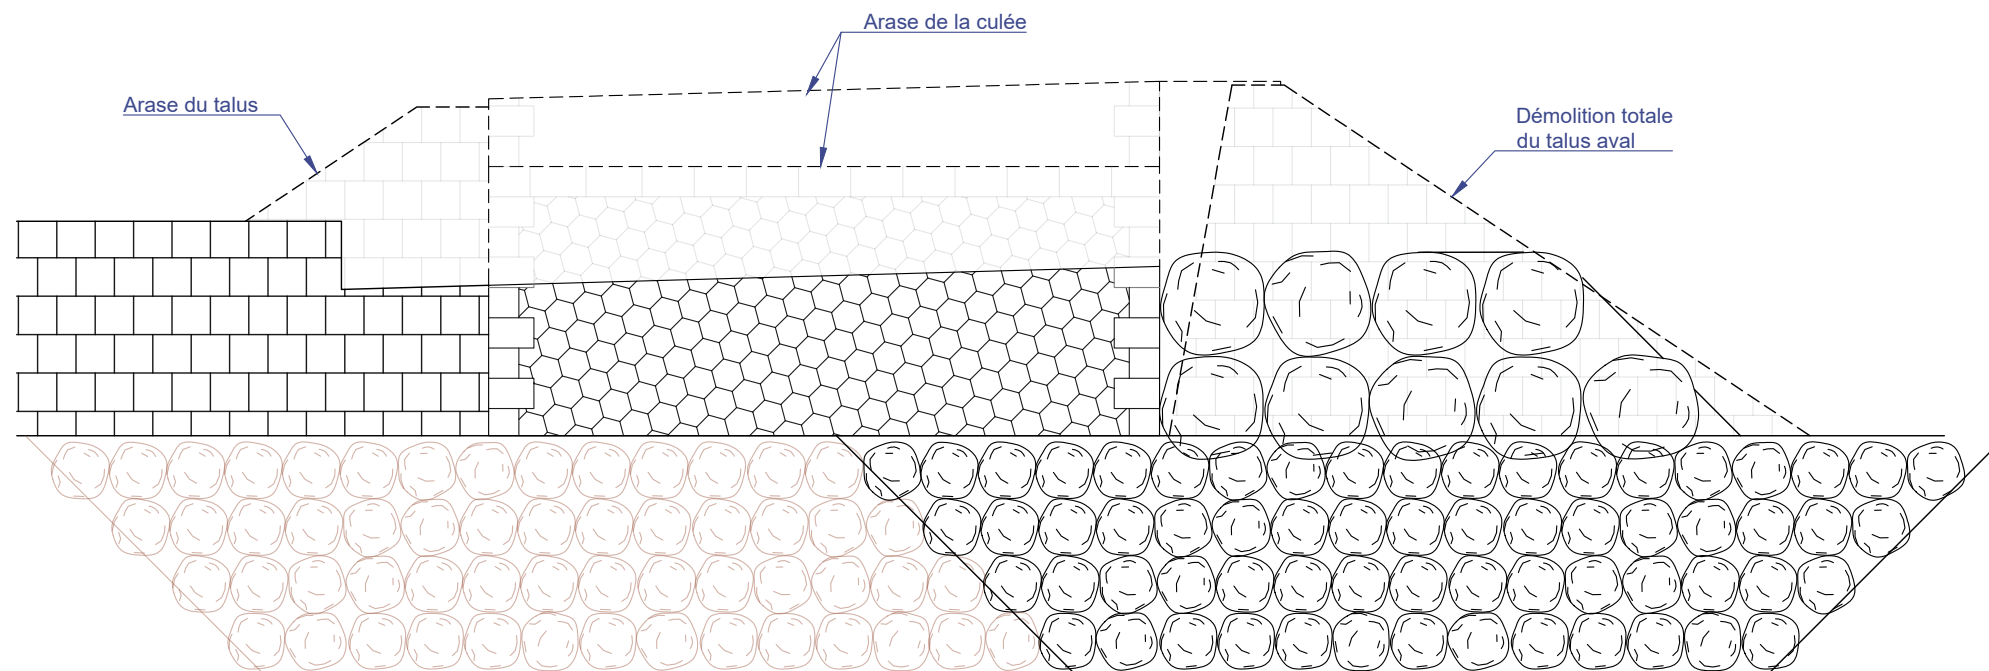 Arase de la culée
Arase du talus
Démolition totale
du talus aval